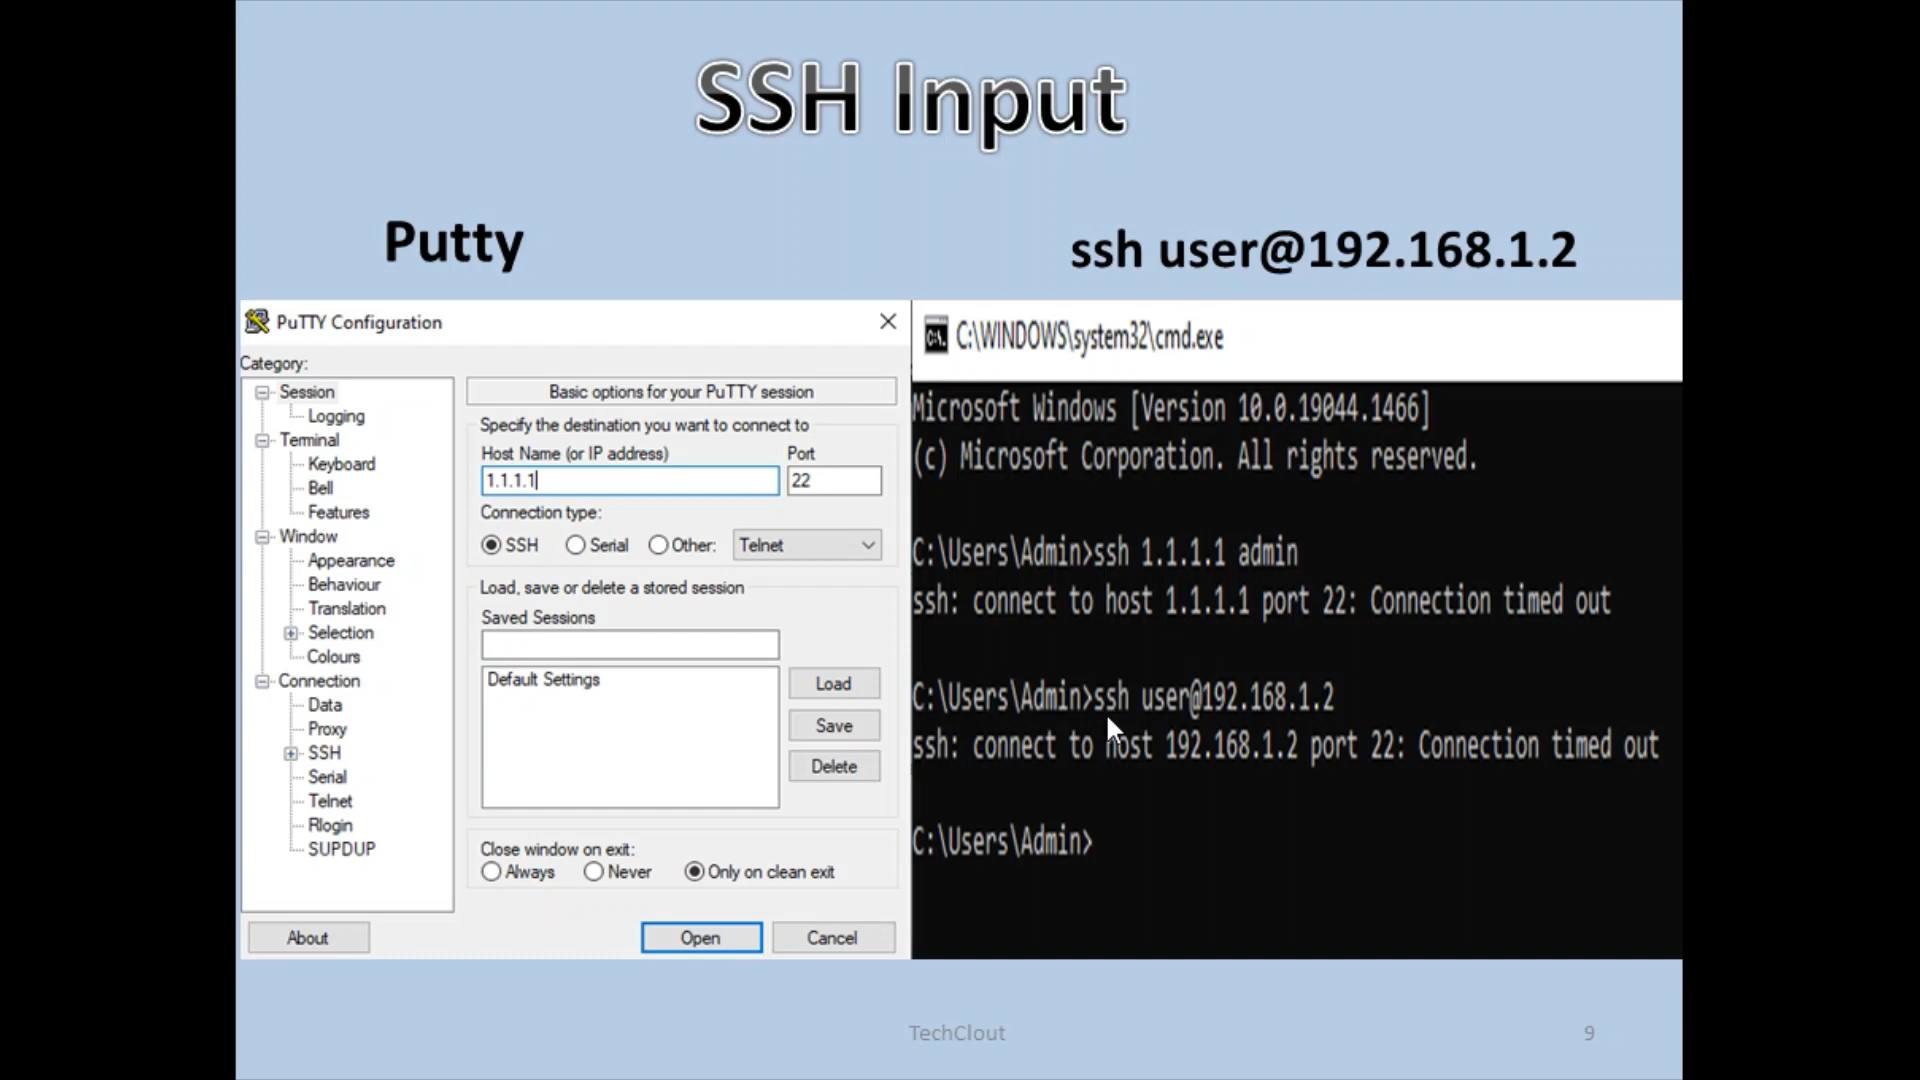 SSH Input
Putty
ssh user@192.168.1.2
PuTTY Configuration
Category:
Session
Logging
Terminal
Keyboard
Bell
Features
Window
Appearance
Behaviour
Translation
Selection
Colours
Connection
Data
Proxy
SSH
Serial
Telnet
Rlogin
SUPDUP
Basic options for your PuTTY session
Specify the destination you want to connect to
Host Name (or IP address) Port
1.1.1.1 22
Connection type:
SSH Serial Other: Telnet
Load, save or delete a stored session
Saved Sessions
Default Settings
Load
Save
Delete
Close window on exit:
Always Never Only on clean exit
About Open Cancel
C:\WINDOWS\system32\cmd.exe
Microsoft Windows [Version 10.0.19044.1466]
(c) Microsoft Corporation. All rights reserved.
C:\Users\Admin>ssh 1.1.1.1 admin
ssh: connect to host 1.1.1.1 port 22: Connection timed out
C:\Users\Admin>ssh user@192.168.1.2
ssh: connect to host 192.168.1.2 port 22: Connection timed out
C:\Users\Admin>
TechClout 9